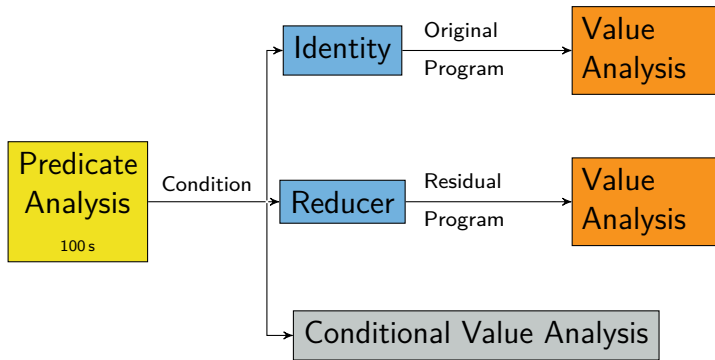 Predicate
Analysis
100 s
Condition
Identity
Original
Program
Value
Analysis
Reducer
Residual
Program
Value
Analysis
Conditional Value Analysis